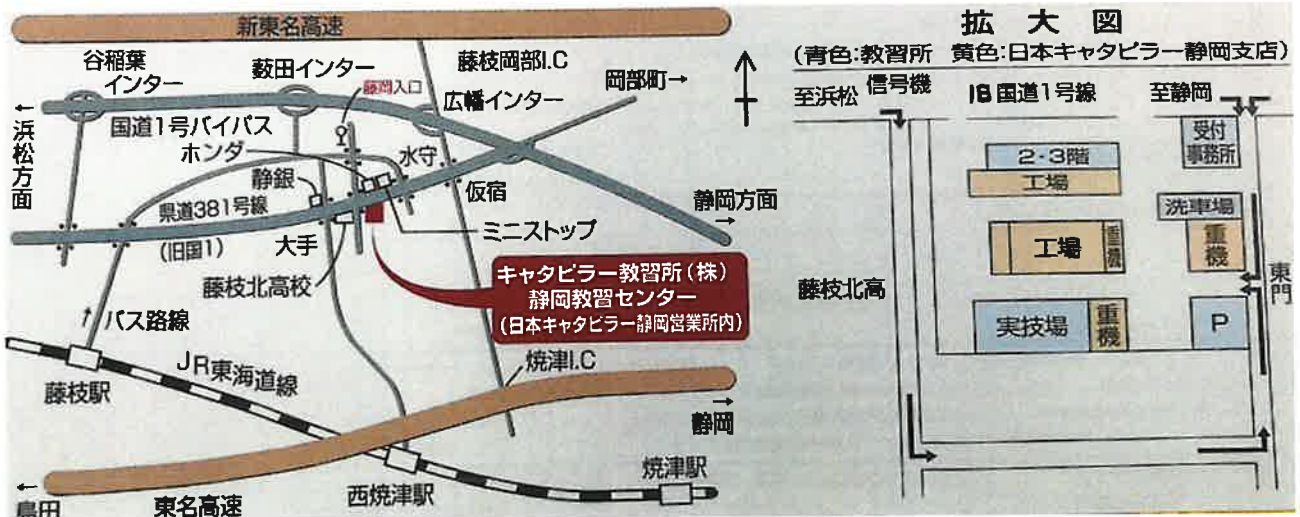 新東名高速
谷稲葉
インター
薮田インター
藤枝岡部I.C
岡部町→
藤岡入口
広幡インター
←浜松方面
国道1号バイパス
ホンダ
水守
静銀
仮宿
県道381号線
(旧国1)
大手
ミニストップ
静岡方面
→
藤枝北高校
キャタピラー教習所(株)
静岡教習センター
(日本キャタピラー静岡営業所内)
↑バス路線
JR東海道線
藤枝駅
焼津I.C
→
静岡
焼津駅
西焼津駅
東名高速
←
島田
拡大図
(青色:教習所 黄色:日本キャタピラー静岡支店)
至浜松
信号機
1B国道1号線
至静岡
受付
事務所
2・3階
工場
洗車場
工場
重機
重機
藤枝北高
東門
実技場
重機
P